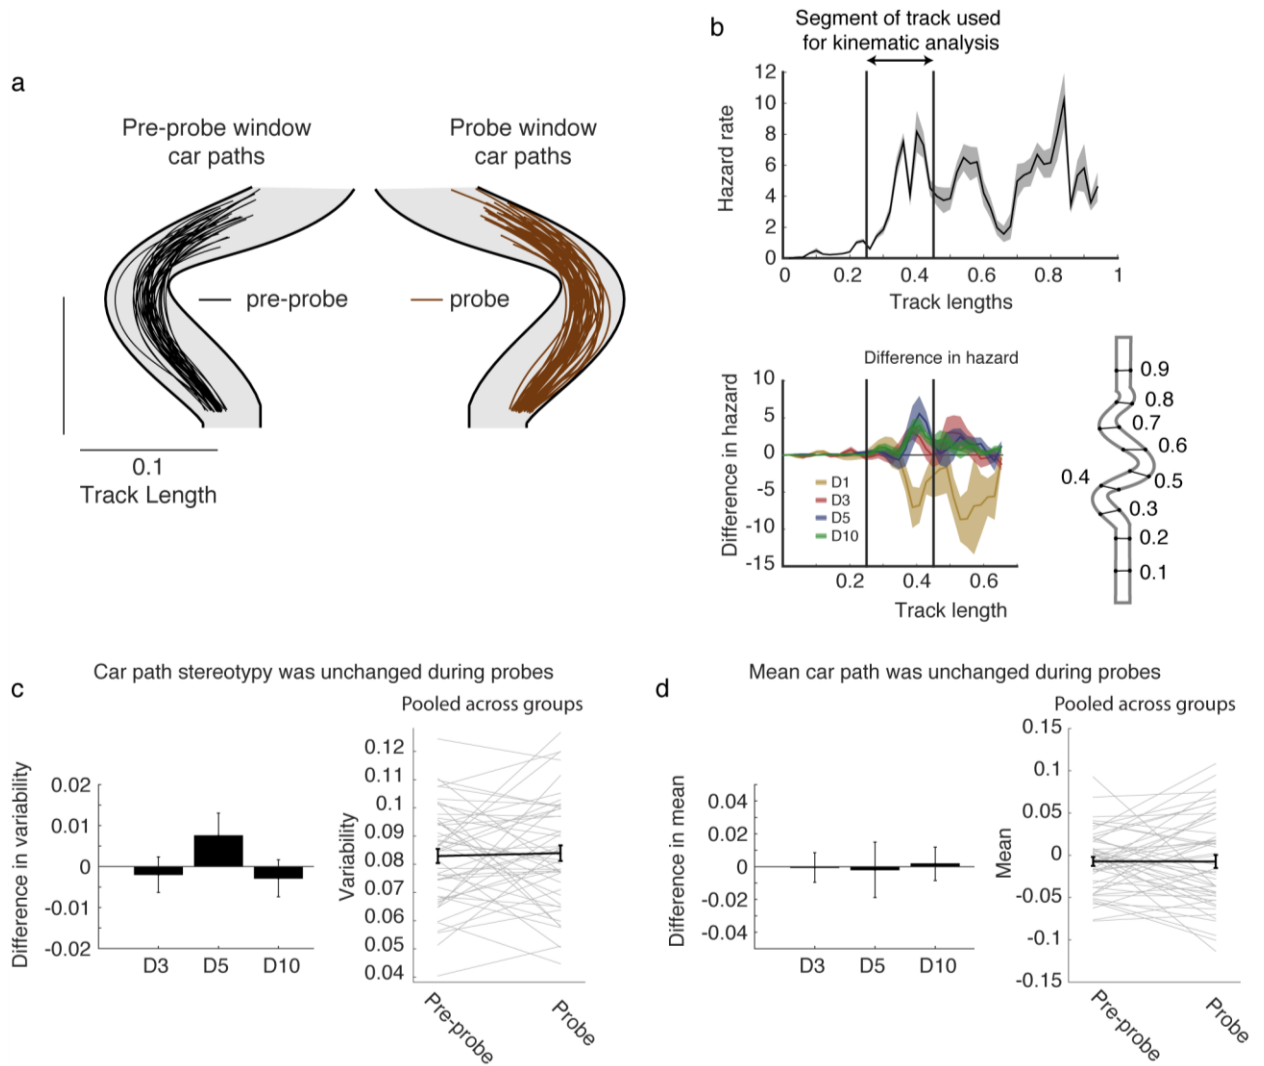 a
Pre-probe window
car paths
Probe window
car paths
pre-probe
probe
0.1
Track Length
b
Segment of track used
for kinematic analysis
12
10
8
6
4
2
0
Hazard rate
0 0.2 0.4 0.6 0.8 1
Track lengths
Difference in hazard
10
5
0
-5
-10
-15
Difference in hazard
D1
D3
D5
D10
0.2 0.4 0.6
Track length
0.9
0.8
0.7
0.6
0.5
0.4
0.3
0.2
0.1
c
Car path stereotypy was unchanged during probes
Difference in variability
0.02
0.01
0
-0.01
-0.02
D3 D5 D10
Pooled across groups
Variability
0.12
0.11
0.1
0.09
0.08
0.07
0.06
0.05
0.04
Pre-probe
Probe
d
Mean car path was unchanged during probes
Difference in mean
0.04
0.02
0
-0.02
-0.04
D3 D5 D10
Pooled across groups
Mean
0.15
0.1
0.05
0
-0.05
-0.1
-0.15
Pre-probe
Probe